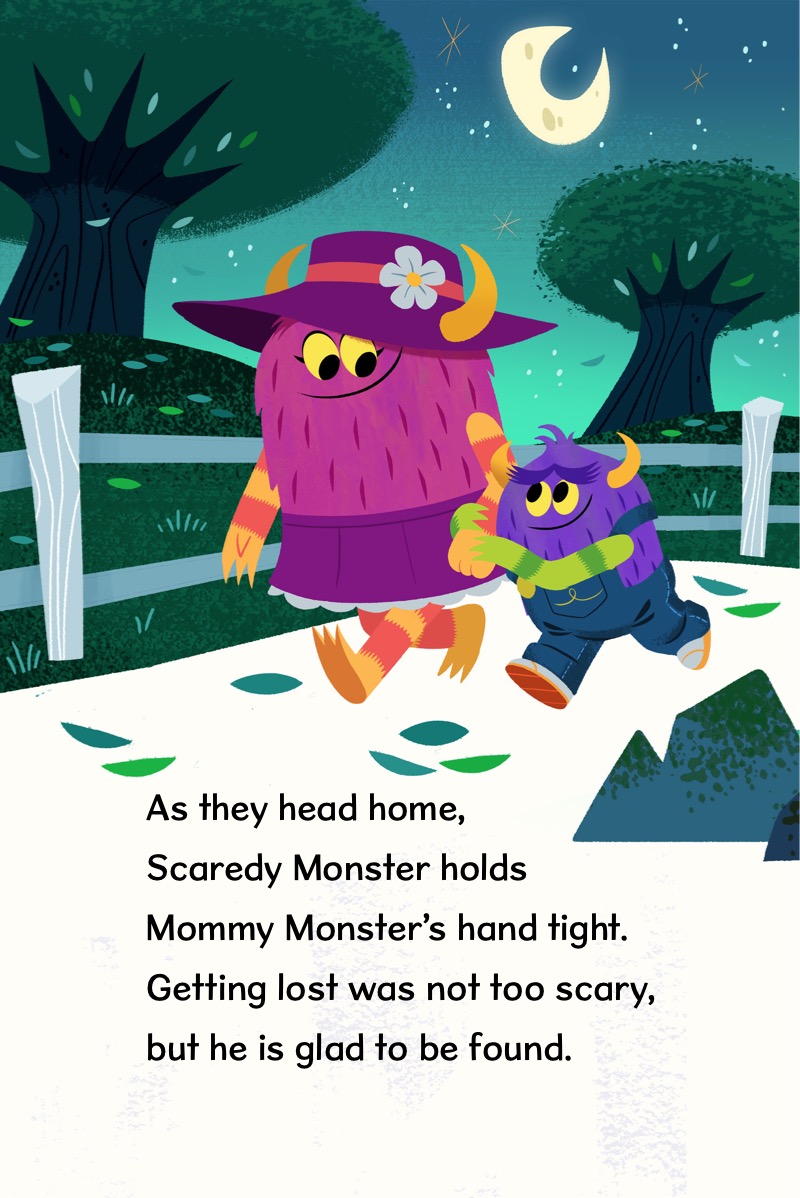 As they head home,
Scaredy Monster holds
Mommy Monster’s hand tight.
Getting lost was not too scary,
but he is glad to be found.